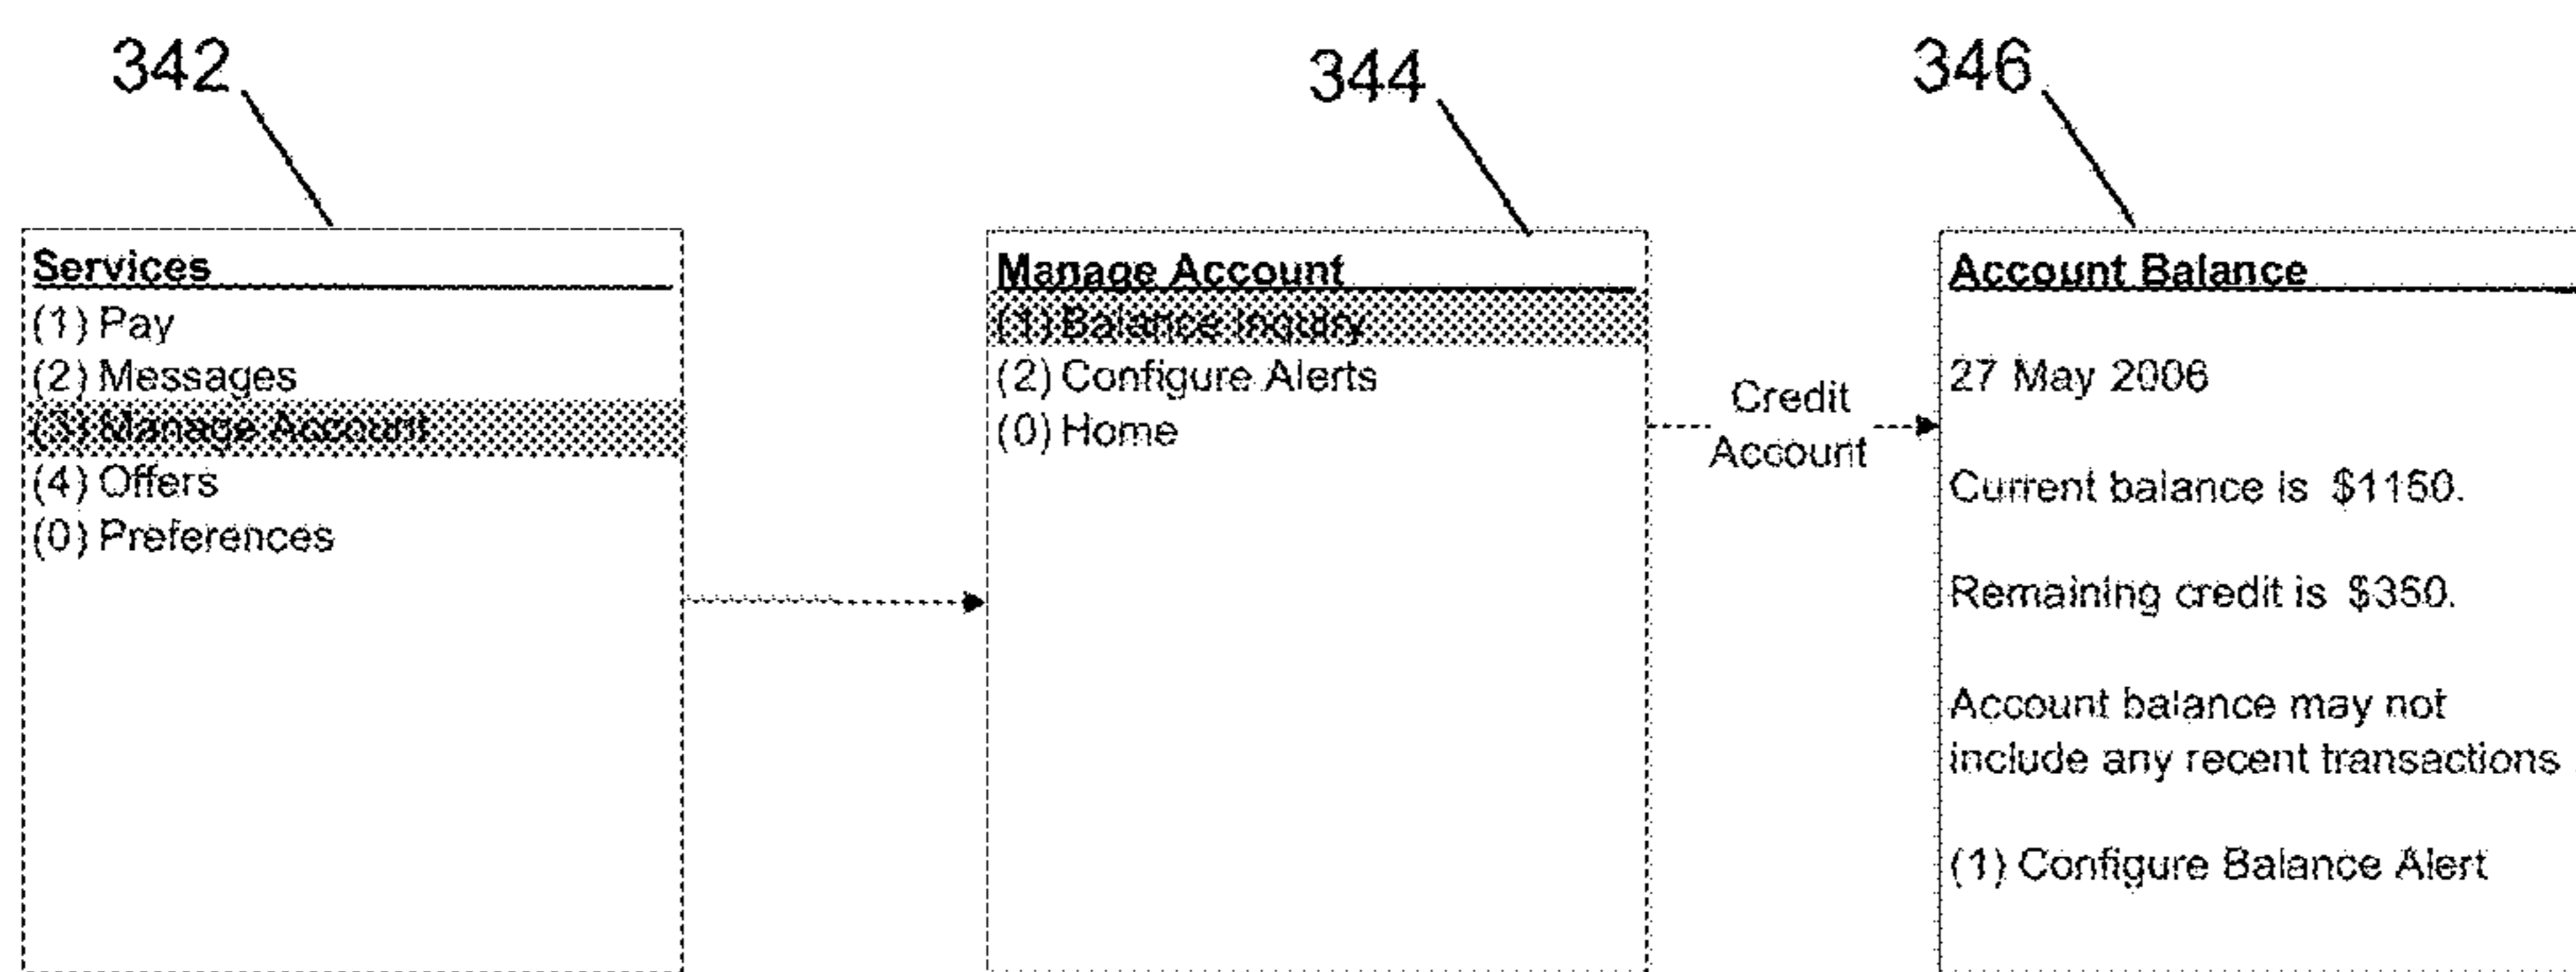 342
344
346
Services
(1) Pay
(2) Messages
(3) Manage Account
(4) Offers
(0) Preferences
Manage Account
(1) Balance Inquiry
(2) Configure Alerts
(0) Home
Credit
Account
Account Balance
27 May 2006
Current balance is $1150.
Remaining credit is $350.
Account balance may not
include any recent transactions
(1) Configure Balance Alert